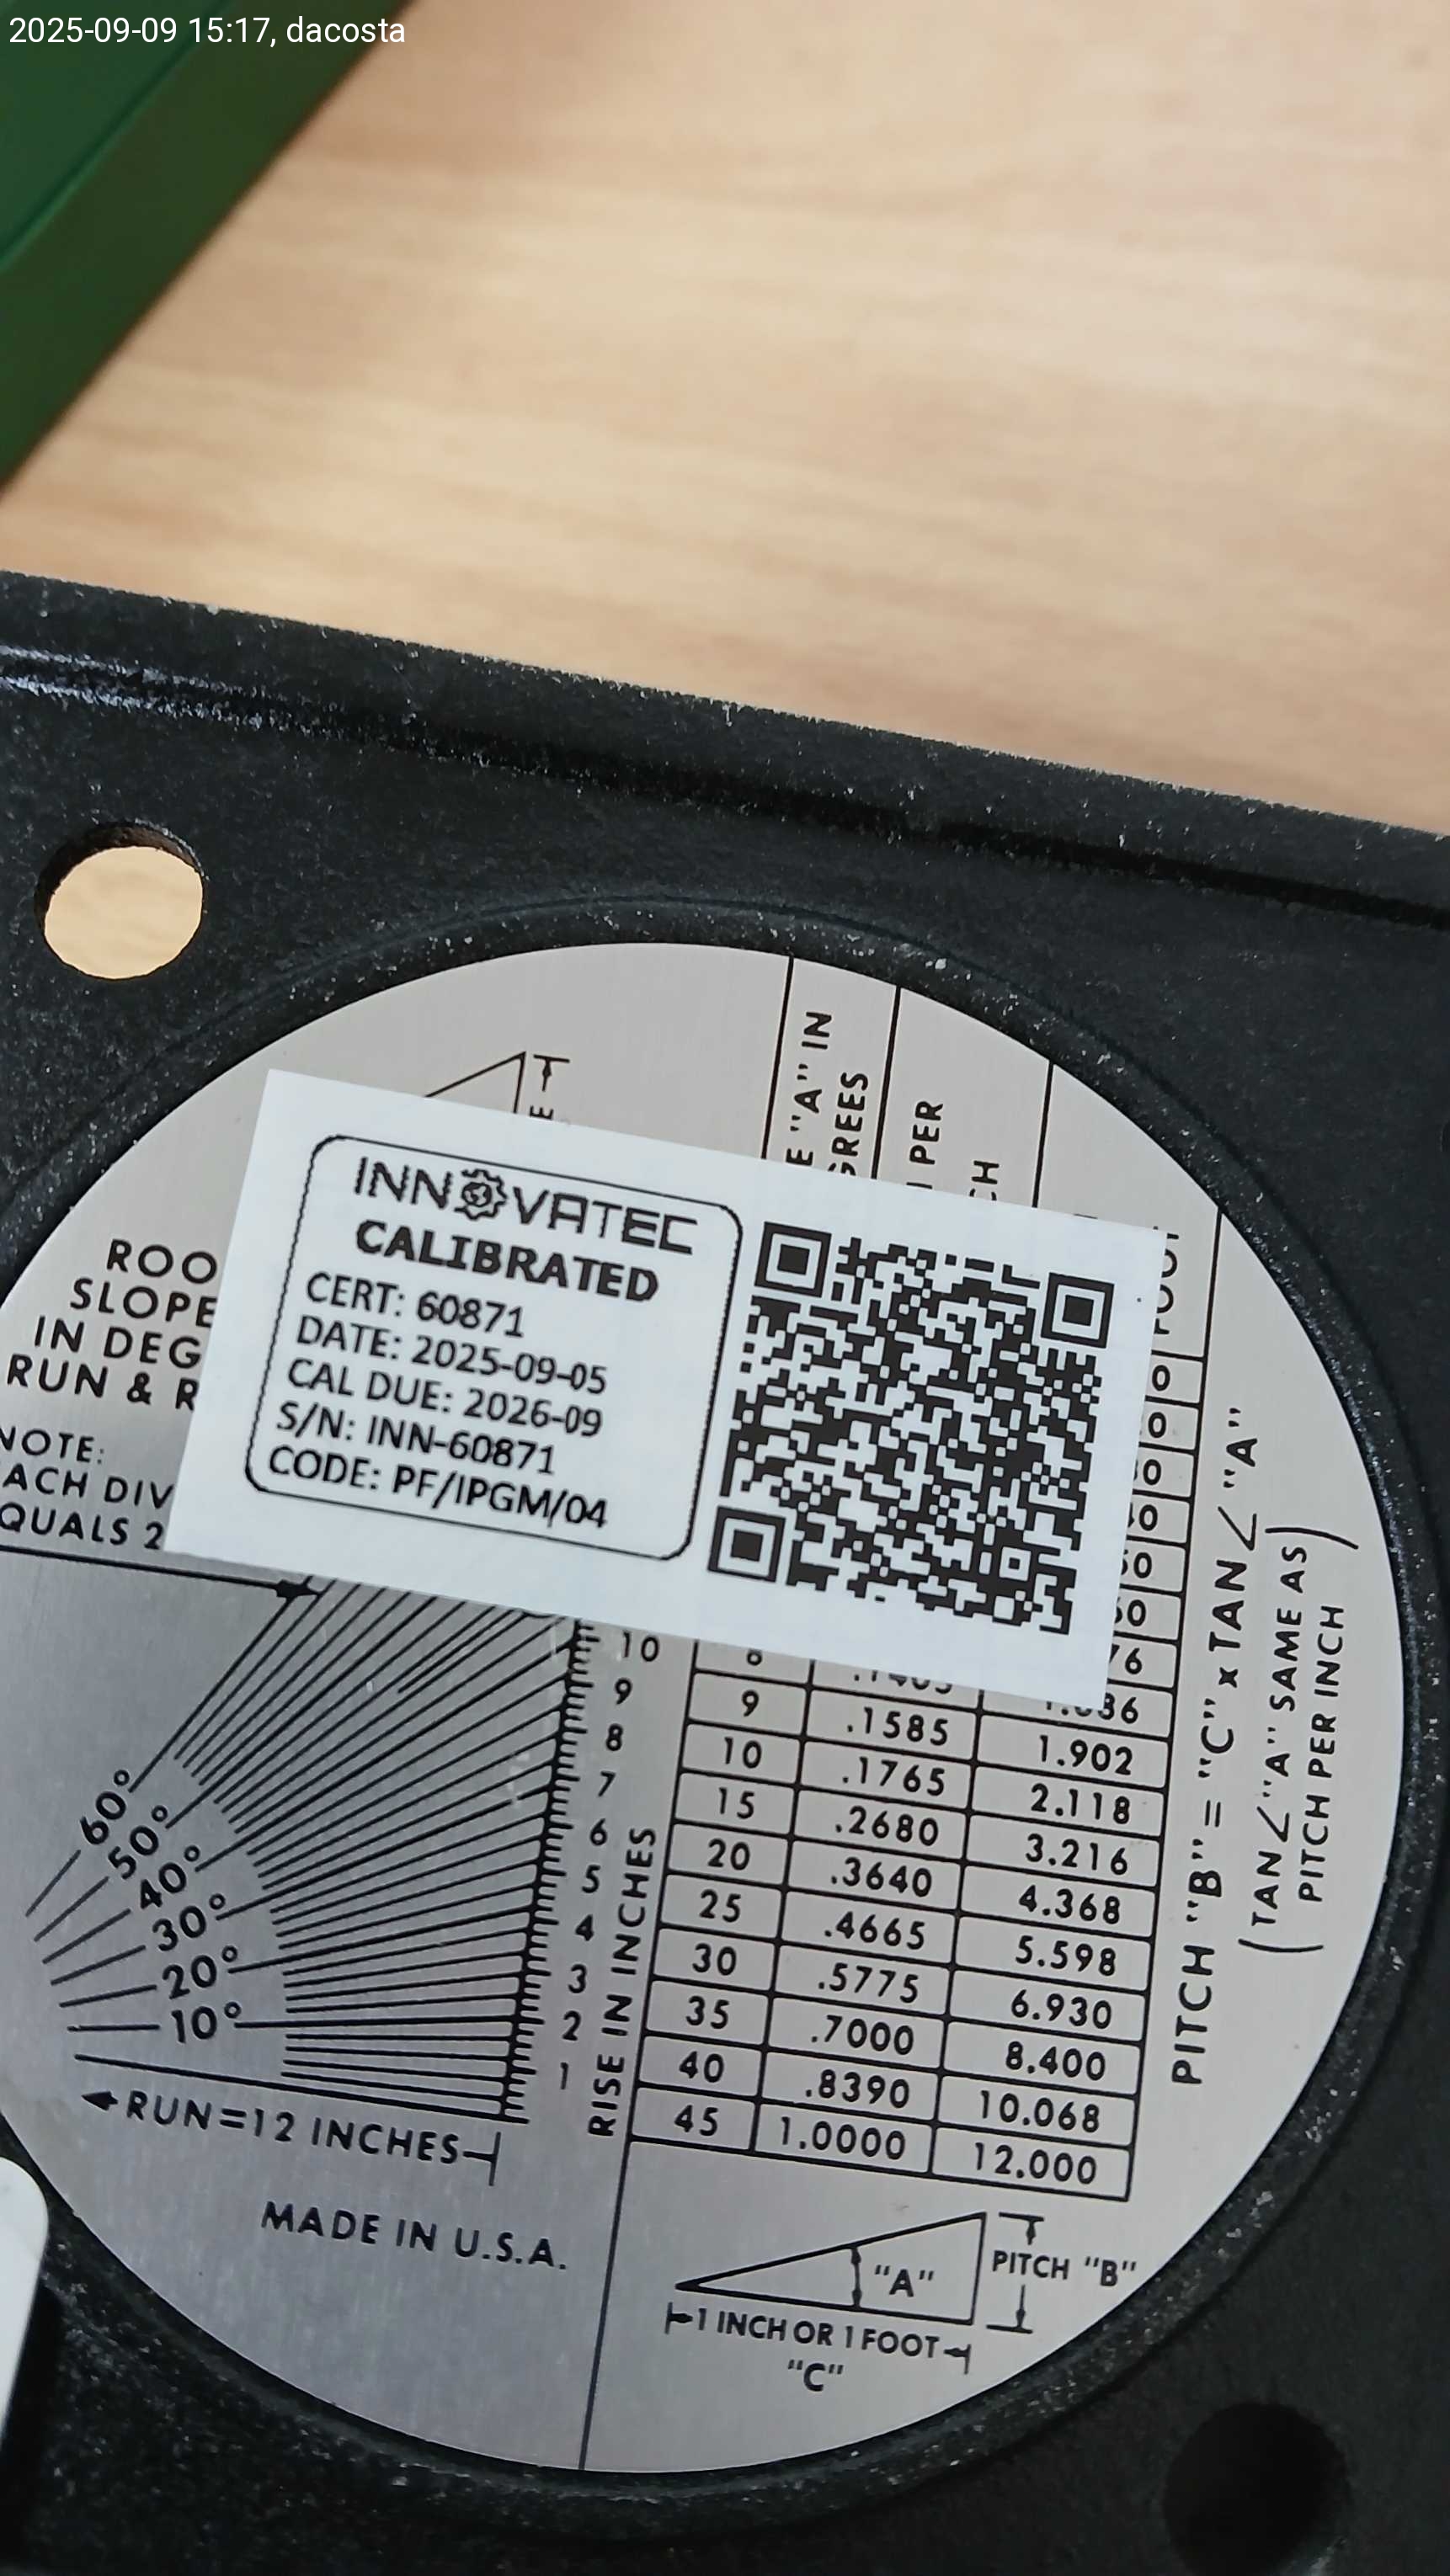 2025-09-09 15:17, dacosta
"A" IN
PER
INNOVATEC
CALIBRATED
CERT: 60871
DATE: 2025-09-05
CAL DUE: 2026-09
S/N: INN-60871
CODE: PF/IPGM/04
SLOPE
IN DEG
RUN & R
NOTE:
QUALS 2
60° 50° 40° 30° 20° 10°
10
9
8
7
6
5
4
3
2
1
RISE IN INCHES
RUN=12 INCHES
MADE IN U.S.A.
9 .1585 1.902
10 .1765 2.118
15 .2680 3.216
20 .3640 4.368
25 .4665 5.598
30 .5775 6.930
35 .7000 8.400
40 .8390 10.068
45 1.0000 12.000
PITCH "B" = "C" x TAN ∠ "A"
(TAN ∠ "A" SAME AS
PITCH PER INCH)
"A"
PITCH "B"
1 INCH OR 1 FOOT
"C"